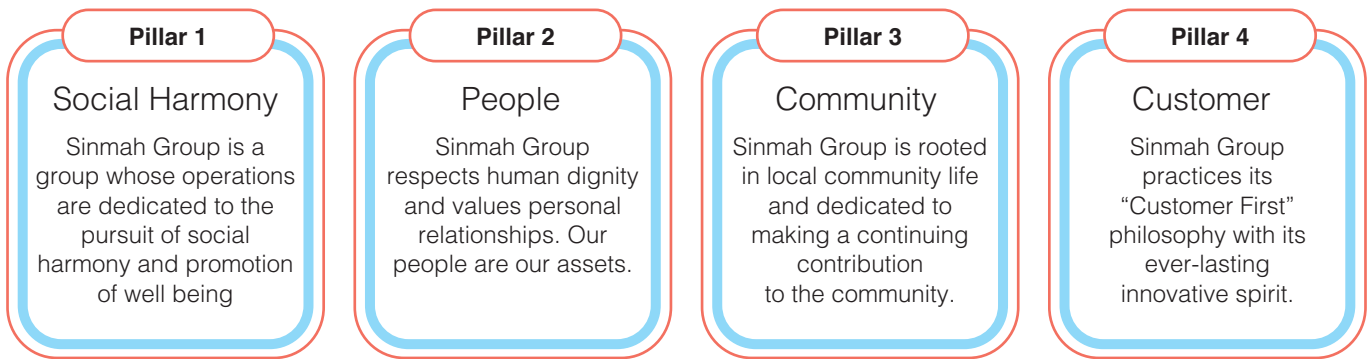 Pillar 1
Social Harmony
Sinmah Group is a
group whose operations
are dedicated to the
pursuit of social
harmony and promotion
of well being
Pillar 2
People
Sinmah Group
respects human dignity
and values personal
relationships. Our
people are our assets.
Pillar 3
Community
Sinmah Group is rooted
in local community life
and dedicated to
making a continuing
contribution
to the community.
Pillar 4
Customer
Sinmah Group
practices its
“Customer First”
philosophy with its
ever-lasting
innovative spirit.